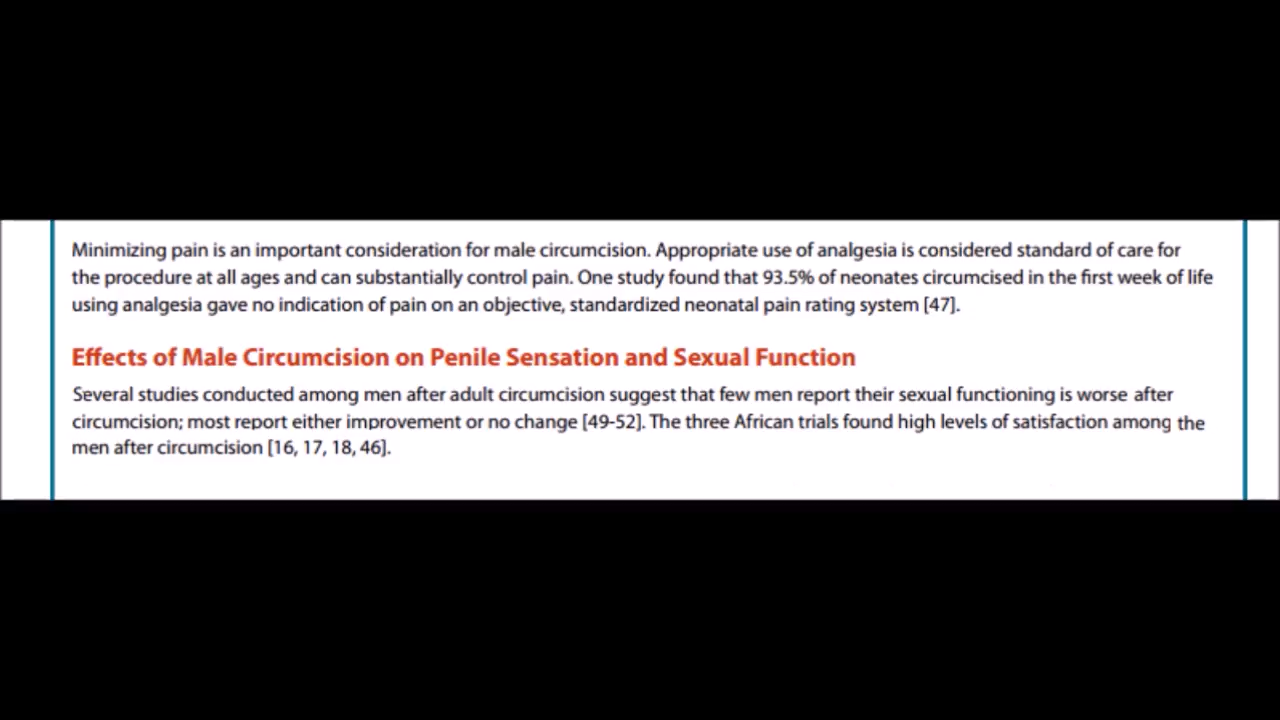 Minimizing pain is an important consideration for male circumcision. Appropriate use of analgesia is considered standard of care for
the procedure at all ages and can substantially control pain. One study found that 93.5% of neonates circumcised in the first week of life
using analgesia gave no indication of pain on an objective, standardized neonatal pain rating system [47].
Effects of Male Circumcision on Penile Sensation and Sexual Function
Several studies conducted among men after adult circumcision suggest that few men report their sexual functioning is worse after
circumcision; most report either improvement or no change [49-52]. The three African trials found high levels of satisfaction among the
men after circumcision [16, 17, 18, 46].